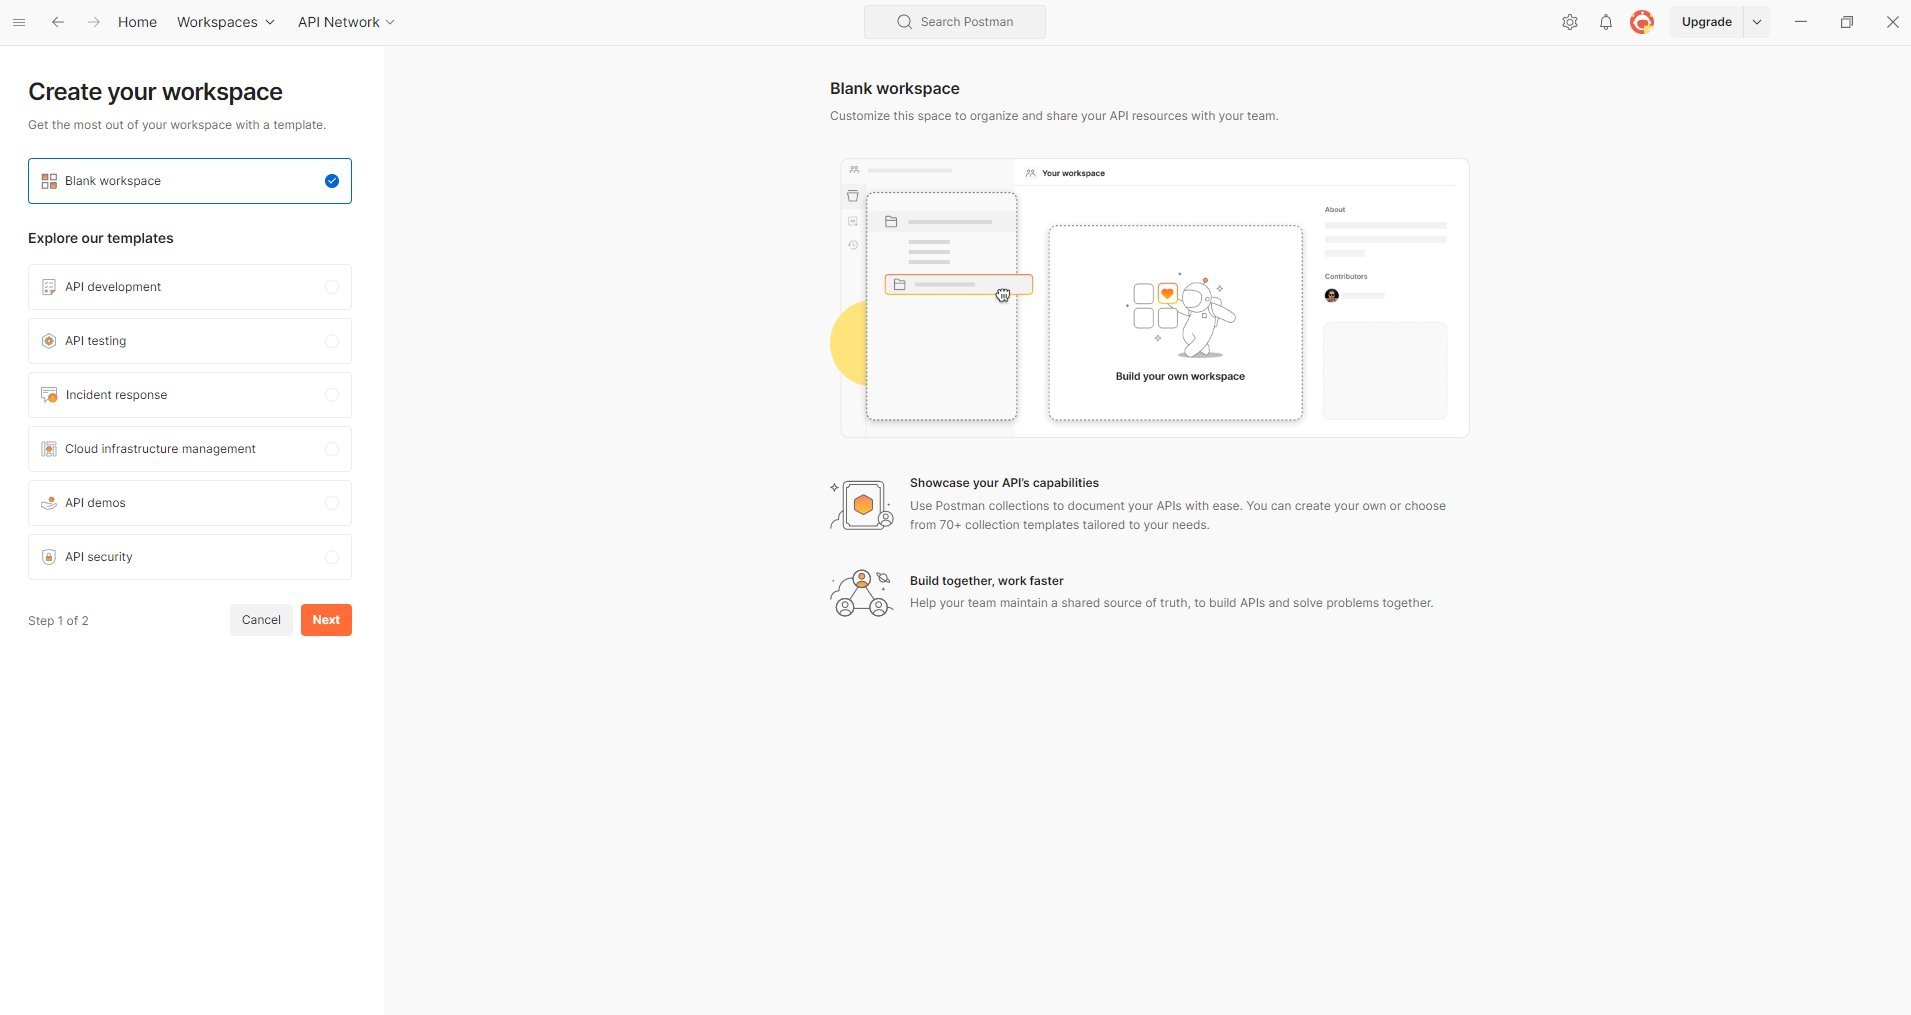 Home
Workspaces
API Network
Search Postman
Upgrade
Create your workspace
Get the most out of your workspace with a template.
Blank workspace
Explore our templates
API development
API testing
Incident response
Cloud infrastructure management
API demos
API security
Step 1 of 2
Cancel
Next
Blank workspace
Customize this space to organize and share your API resources with your team.
Your workspace
About
Contributors
Build your own workspace
Showcase your API's capabilities
Use Postman collections to document your APIs with ease. You can create your own or choose
from 70+ collection templates tailored to your needs.
Build together, work faster
Help your team maintain a shared source of truth, to build APIs and solve problems together.